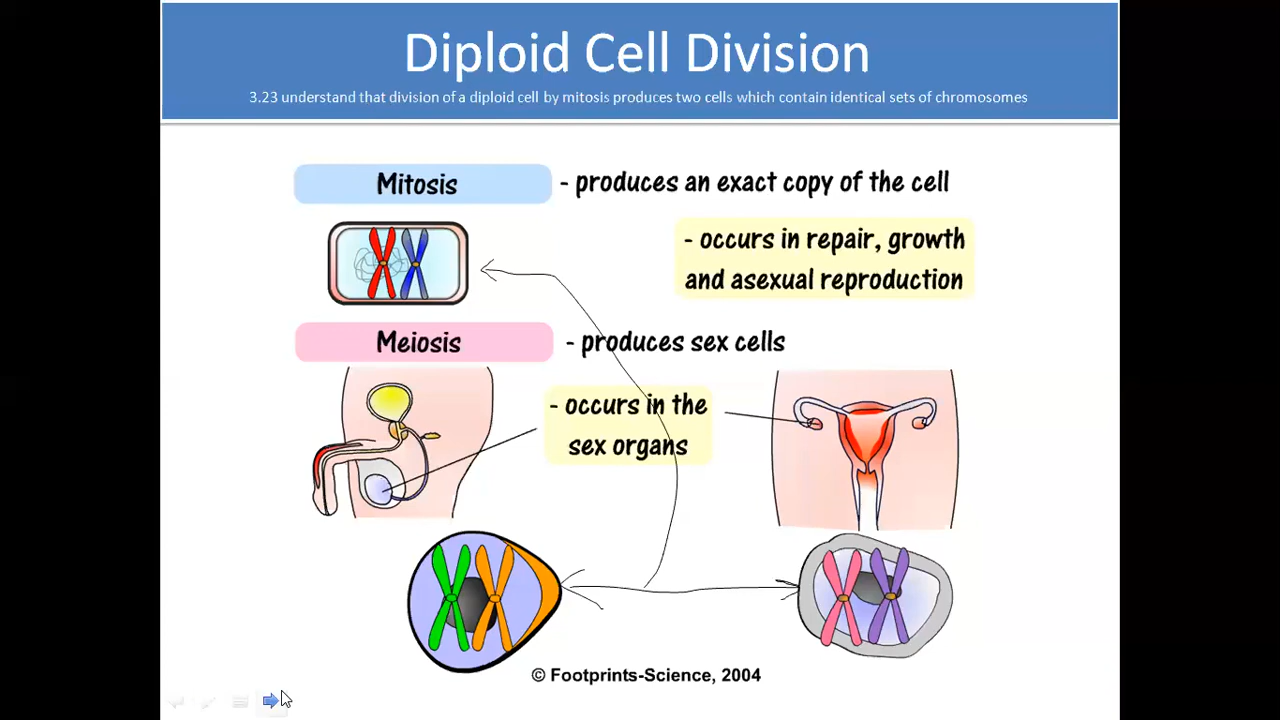 Diploid Cell Division
3.23 understand that division of a diploid cell by mitosis produces two cells which contain identical sets of chromosomes
Mitosis
- produces an exact copy of the cell
- occurs in repair, growth
and asexual reproduction
Meiosis
- produces sex cells
- occurs in the
sex organs
© Footprints-Science, 2004